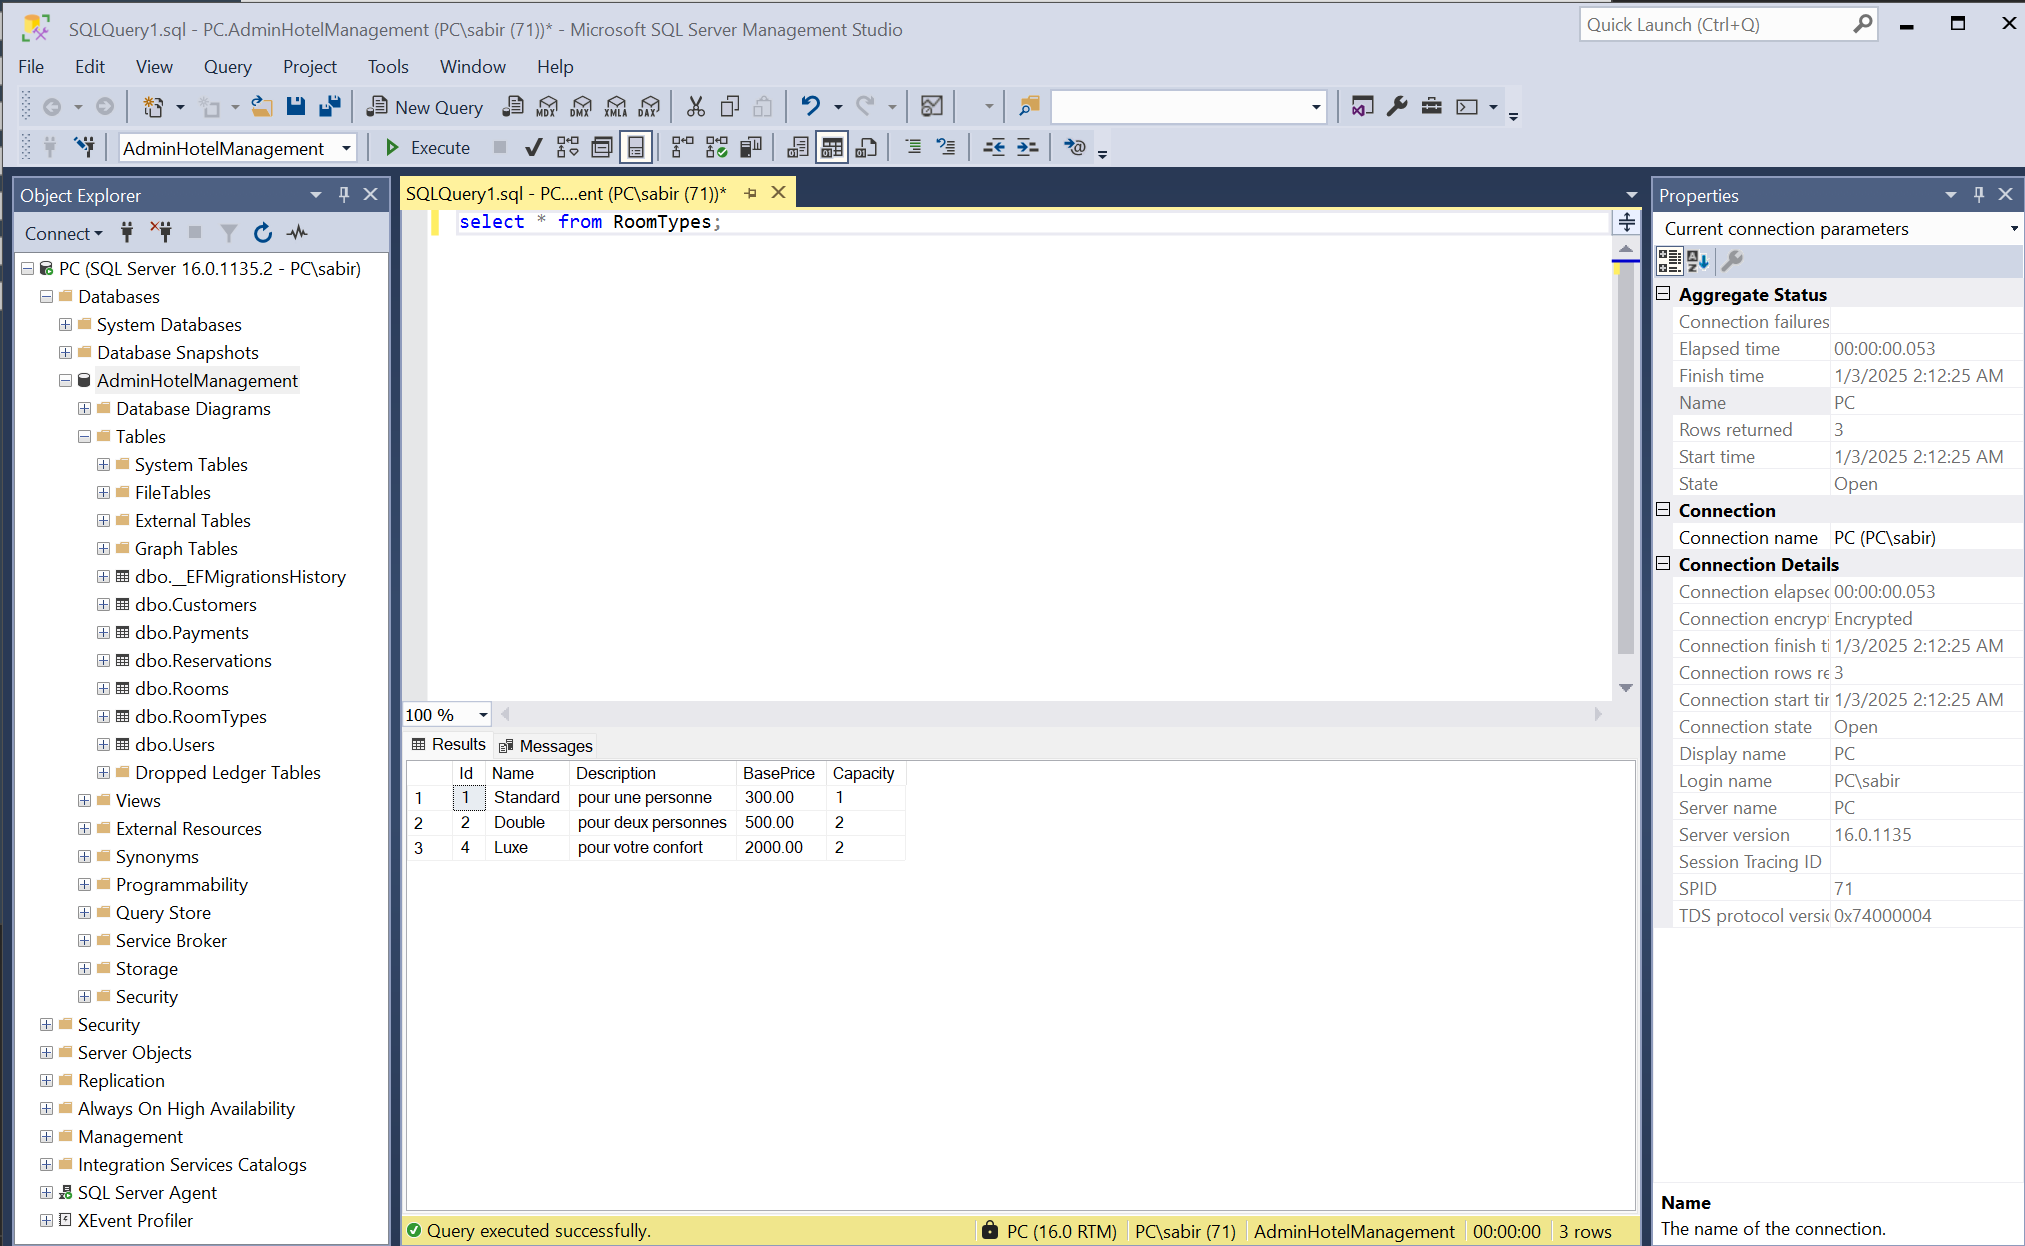 SQLQuery1.sql - PC.AdminHotelManagement (PC\sabir (71))* - Microsoft SQL Server Management Studio
Quick Launch (Ctrl+Q)
File Edit View Query Project Tools Window Help
New Query MDX DMX XMLA DAX
AdminHotelManagement Execute
Object Explorer
Connect
PC (SQL Server 16.0.1135.2 - PC\sabir)
Databases
System Databases
Database Snapshots
AdminHotelManagement
Database Diagrams
Tables
System Tables
FileTables
External Tables
Graph Tables
dbo.__EFMigrationsHistory
dbo.Customers
dbo.Payments
dbo.Reservations
dbo.Rooms
dbo.RoomTypes
dbo.Users
Dropped Ledger Tables
Views
External Resources
Synonyms
Programmability
Query Store
Service Broker
Storage
Security
Security
Server Objects
Replication
Always On High Availability
Management
Integration Services Catalogs
SQL Server Agent
XEvent Profiler
SQLQuery1.sql - PC....ent (PC\sabir (71))*
select * from RoomTypes;
100 %
Results Messages
Id Name Description BasePrice Capacity
1 1 Standard pour une personne 300.00 1
2 2 Double pour deux personnes 500.00 2
3 4 Luxe pour votre confort 2000.00 2
Query executed successfully. PC (16.0 RTM) PC\sabir (71) AdminHotelManagement 00:00:00 3 rows
Properties
Current connection parameters
Aggregate Status
Connection failures
Elapsed time 00:00:00.053
Finish time 1/3/2025 2:12:25 AM
Name PC
Rows returned 3
Start time 1/3/2025 2:12:25 AM
State Open
Connection
Connection name PC (PC\sabir)
Connection Details
Connection elapsec 00:00:00.053
Connection encryp Encrypted
Connection finish ti 1/3/2025 2:12:25 AM
Connection rows re 3
Connection start tir 1/3/2025 2:12:25 AM
Connection state Open
Display name PC
Login name PC\sabir
Server name PC
Server version 16.0.1135
Session Tracing ID
SPID 71
TDS protocol versic 0x74000004
Name
The name of the connection.